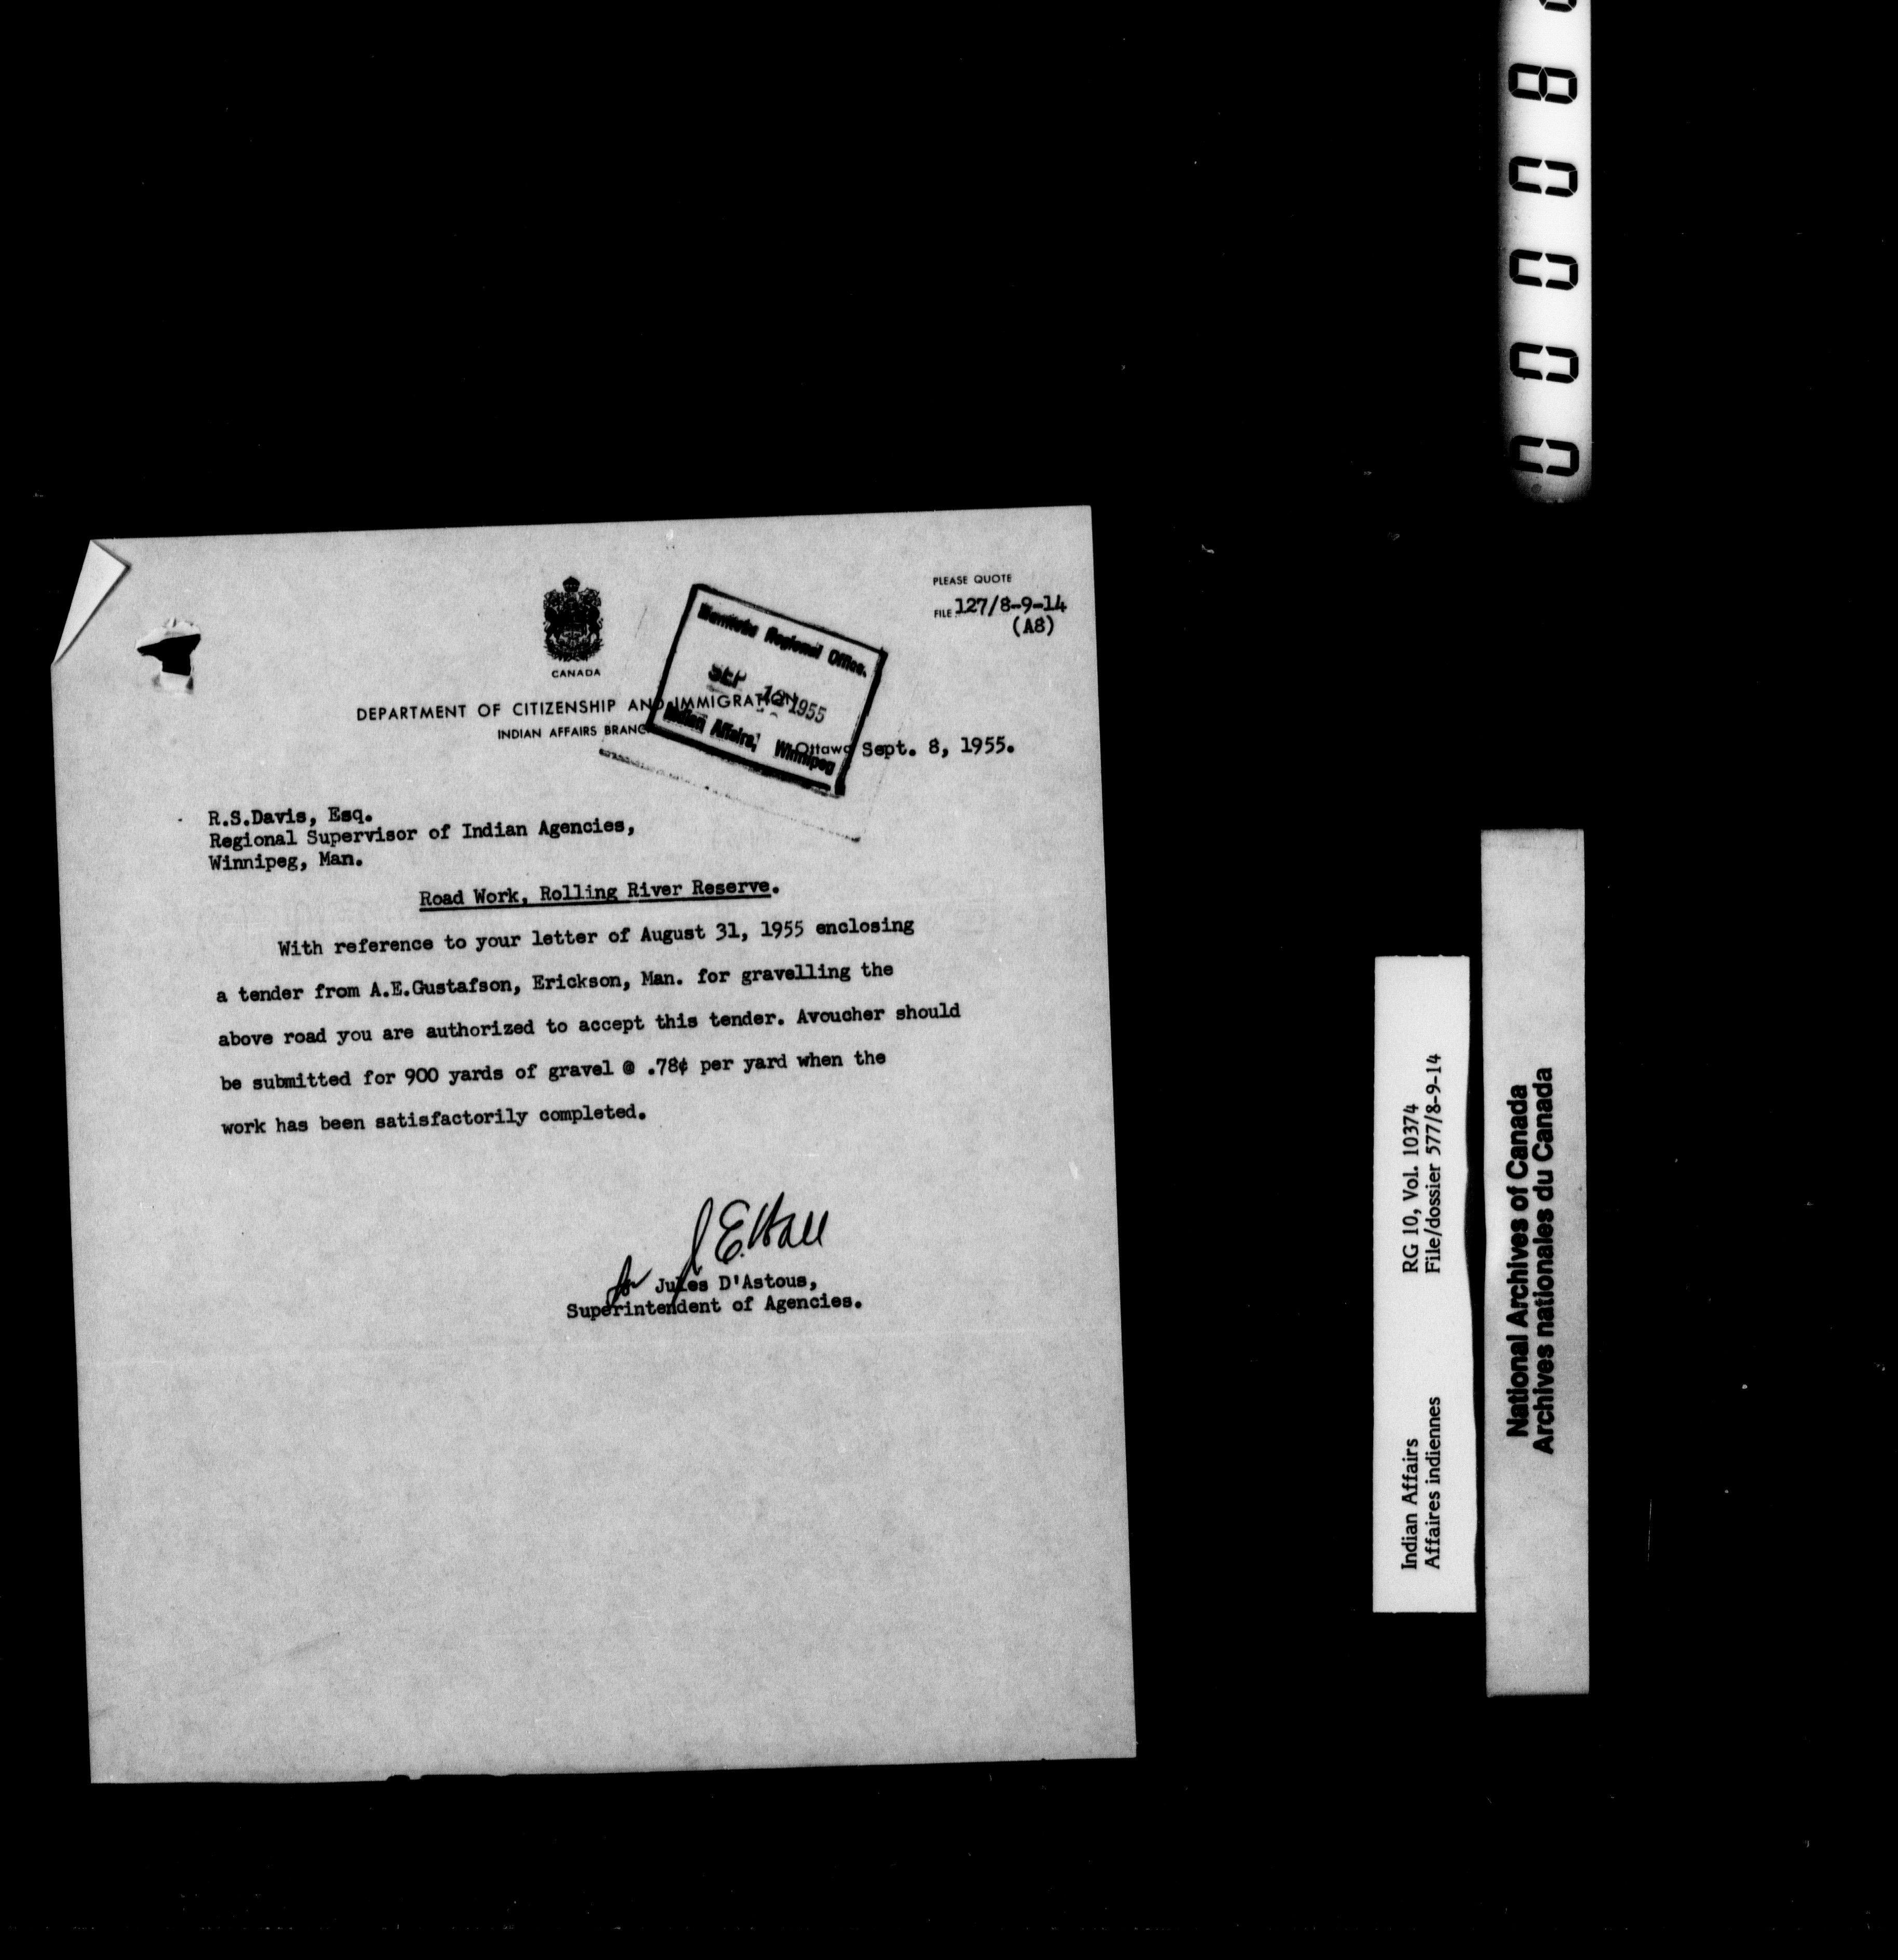 PLEASE QUOTE
FILE 127/8-9-14
(A8)
CANADA
DEPARTMENT OF CITIZENSHIP AND IMMIGRATION
INDIAN AFFAIRS BRANCH
Manitoba Regional Office.
SEP 12 1955
Indian Affairs, Winnipeg
Ottawa Sept. 8, 1955.
R.S.Davis, Esq.
Regional Supervisor of Indian Agencies,
Winnipeg, Man.
Road Work, Rolling River Reserve.
With reference to your letter of August 31, 1955 enclosing
a tender from A.E.Gustafson, Erickson, Man. for gravelling the
above road you are authorized to accept this tender. Avoucher should
be submitted for 900 yards of gravel @ .78¢ per yard when the
work has been satisfactorily completed.
J E. Hall
for Jules D'Astous,
Superintendent of Agencies.
Indian Affairs RG 10, Vol. 10374
Affaires indiennes File/dossier 577/8-9-14
National Archives of Canada
Archives nationales du Canada